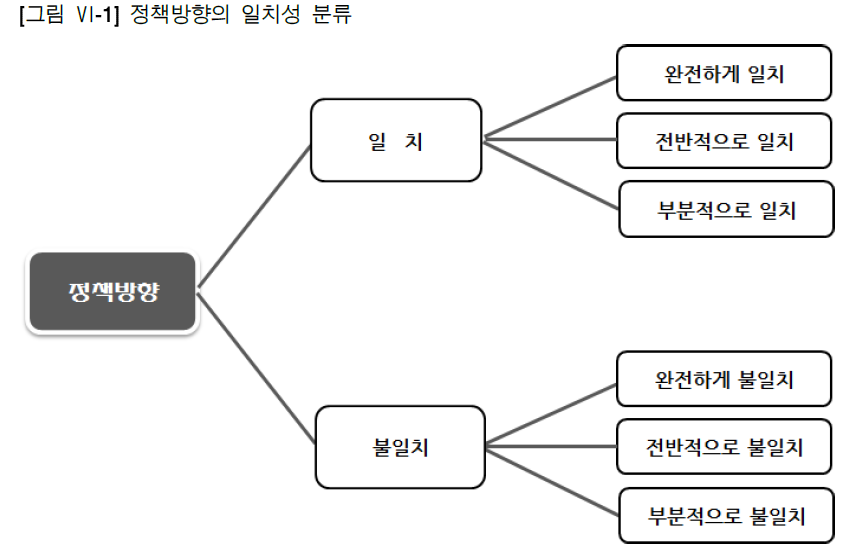 [그림 Ⅵ-1] 정책방향의 일치성 분류
완전하게 일치
일 치
전반적으로 일치
부분적으로 일치
정책방향
완전하게 불일치
불일치
전반적으로 불일치
부분적으로 불일치